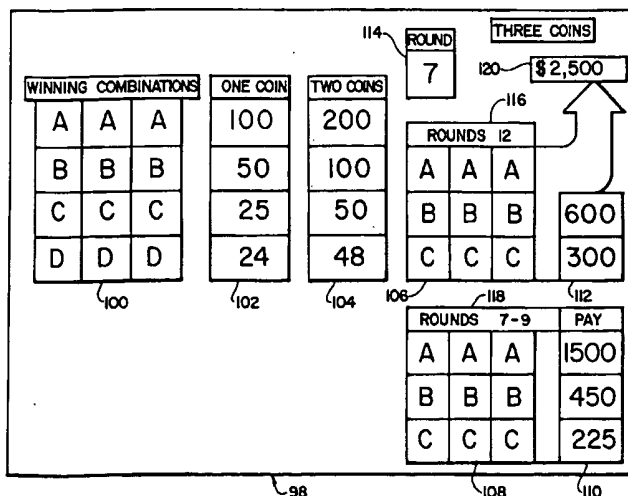 114
ROUND
7
THREE COINS
120
$2,500
WINNING COMBINATIONS
ONE COIN
TWO COINS
116
A A A
100
200
ROUNDS 12
B B B
50
100
A A A
C C C
25
50
B B B
600
D D D
24
48
C C C
300
100
102
104
106
112
118
ROUNDS 7-9
PAY
A A A
1500
B B B
450
C C C
225
98
108
110